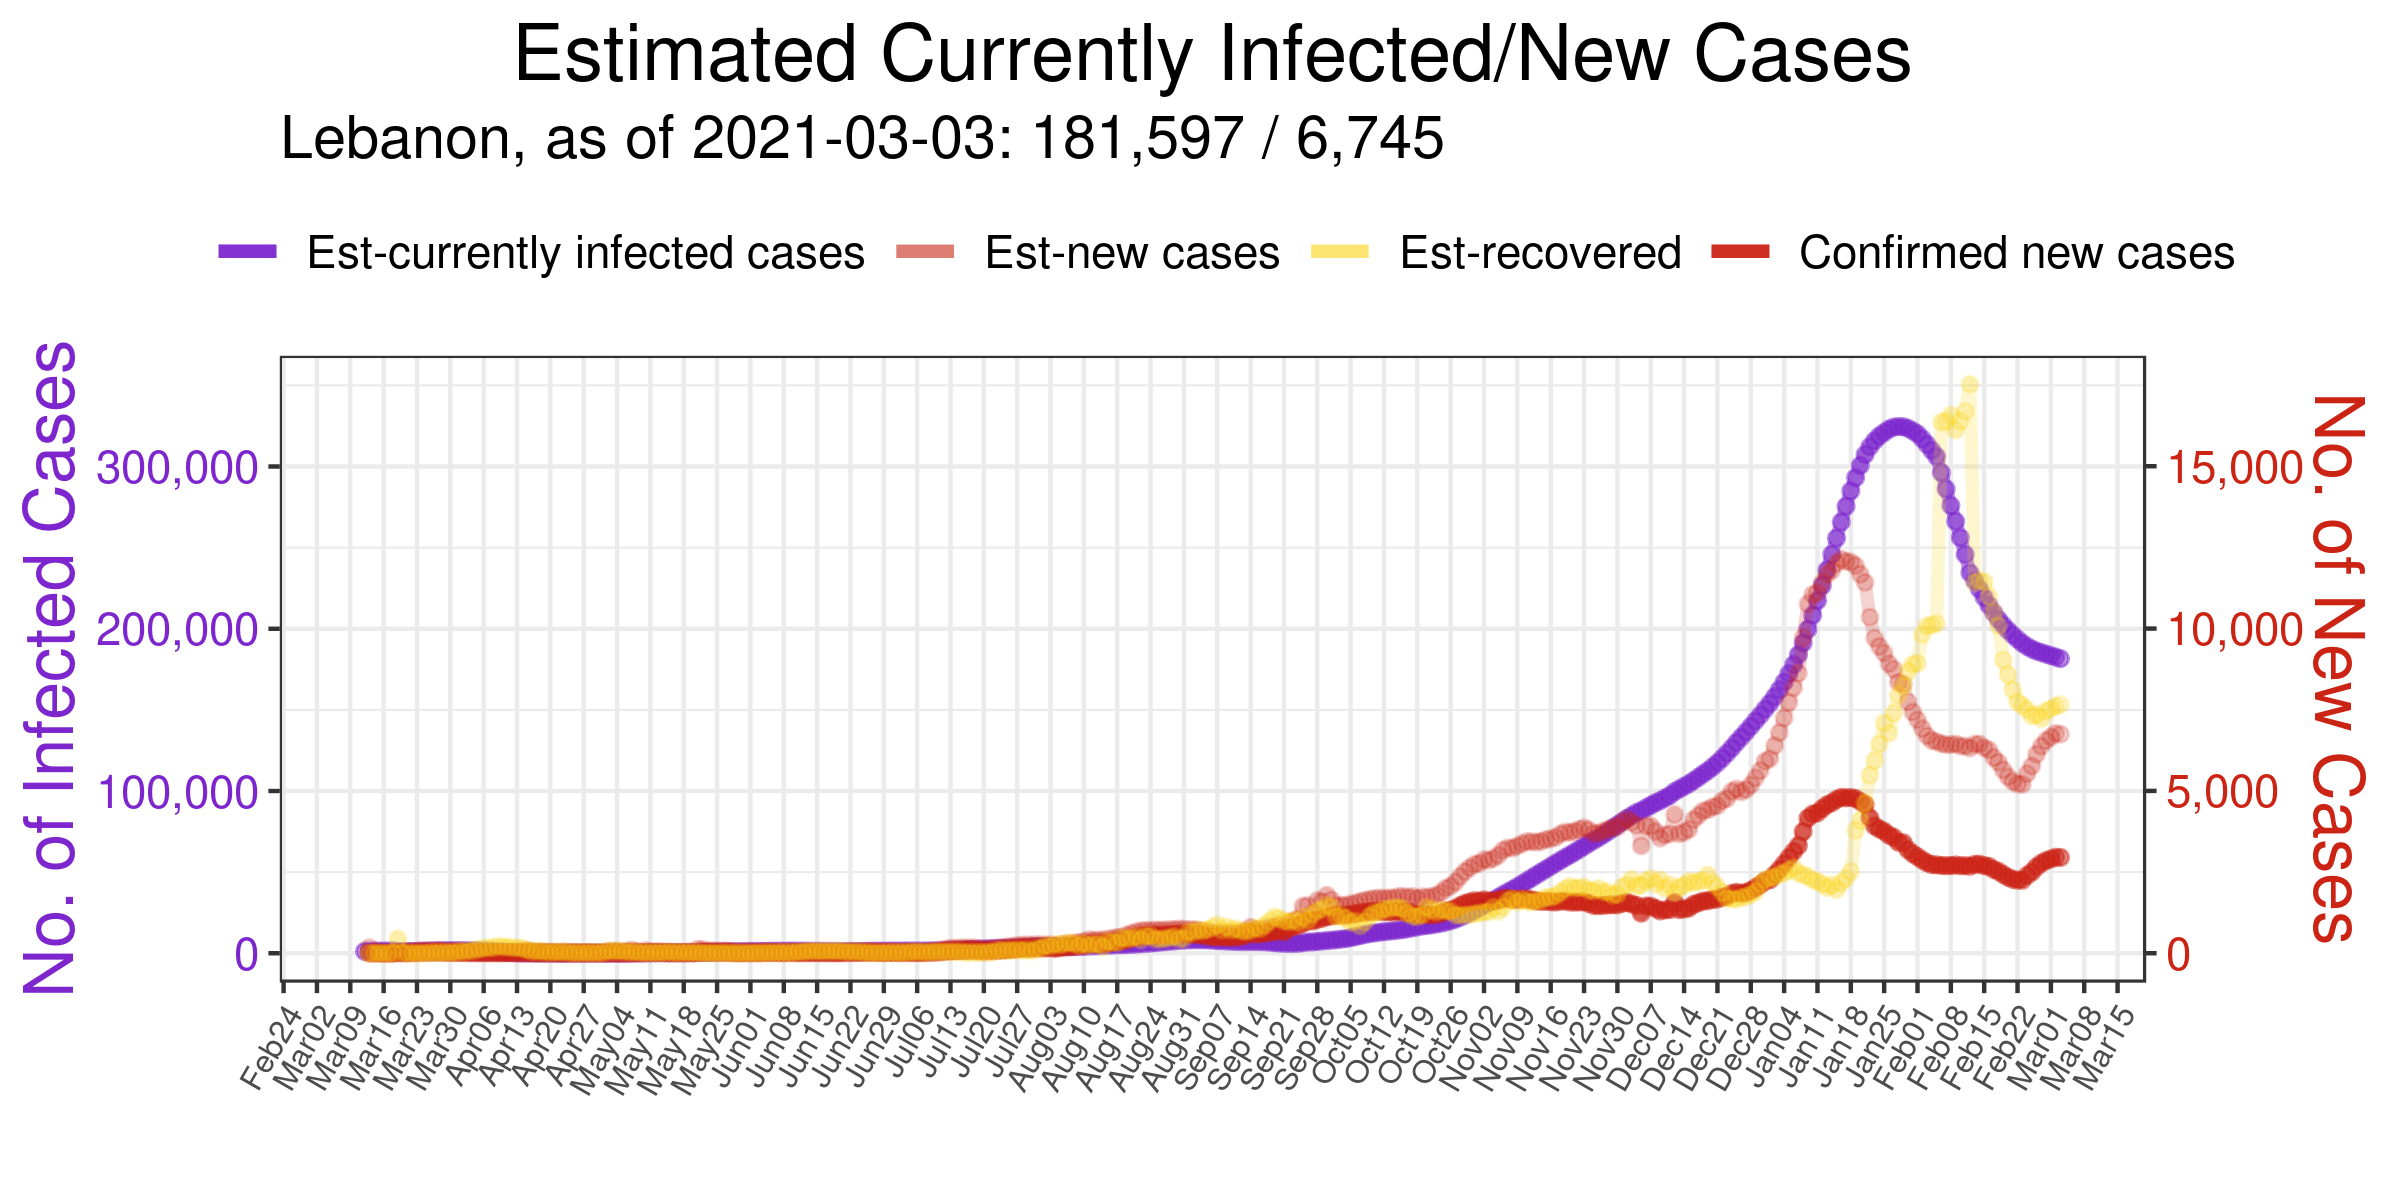 Estimated Currently Infected/New Cases
Lebanon, as of 2021-03-03: 181,597 / 6,745
Est-currently infected cases
Est-new cases
Est-recovered
Confirmed new cases
No. of Infected Cases
300,000
200,000
100,000
0
15,000
10,000
5,000
0
No. of New Cases
Feb24
Mar02
Mar09
Mar16
Mar23
Mar30
Apr06
Apr13
Apr20
Apr27
May04
May11
May18
May25
Jun01
Jun08
Jun15
Jun22
Jun29
Jul06
Jul13
Jul20
Jul27
Aug03
Aug10
Aug17
Aug24
Aug31
Sep07
Sep14
Sep21
Sep28
Oct05
Oct12
Oct19
Oct26
Nov02
Nov09
Nov16
Nov23
Nov30
Dec07
Dec14
Dec21
Dec28
Jan04
Jan11
Jan18
Jan25
Feb01
Feb08
Feb15
Feb22
Mar01
Mar08
Mar15